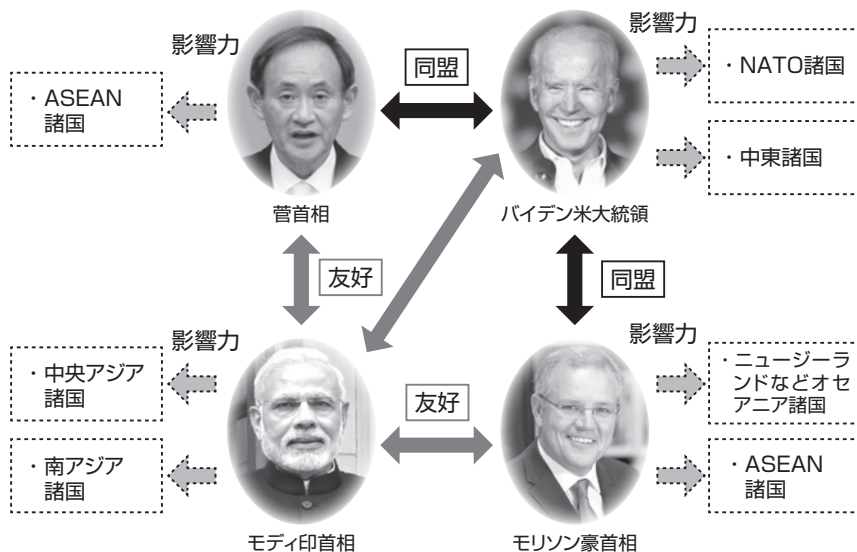 影響力
同盟
影響力
・NATO諸国
・ASEAN
諸国
・中東諸国
菅首相
バイデン米大統領
友好
同盟
影響力
影響力
・中央アジア
諸国
友好
・ニュージーラ
ンドなどオセ
アニア諸国
・南アジア
諸国
・ASEAN
諸国
モディ印首相
モリソン豪首相